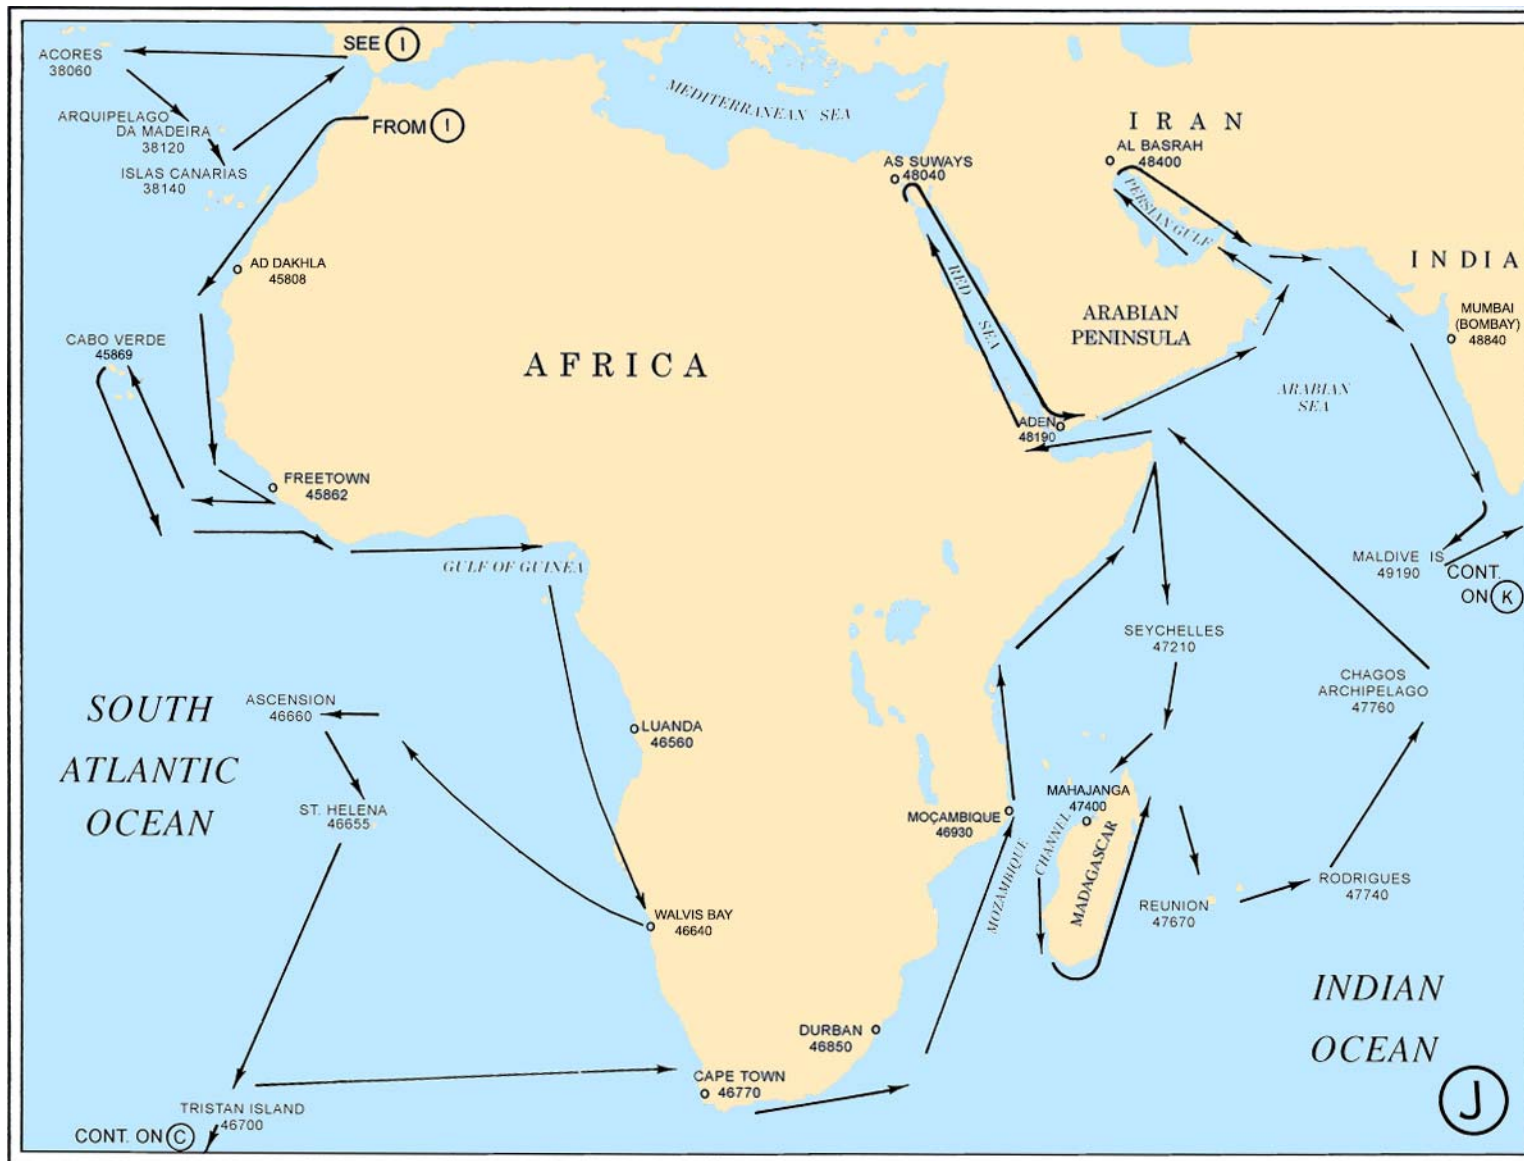 SEE I
ACORES
38060
ARQUIPELAGO
DA MADEIRA
38120
ISLAS CANARIAS
38140
FROM I
MEDITERRANEAN SEA
IRAN
AL BASRAH
48400
AS SUWAYS
48040
PERSIAN GULF
INDIA
AD DAKHLA
45808
RED SEA
ARABIAN
PENINSULA
MUMBAI
(BOMBAY)
48840
CABO VERDE
45869
AFRICA
ARABIAN
SEA
ADEN
48190
FREETOWN
45862
GULF OF GUINEA
MALDIVE IS
49190
CONT.
ON K
SEYCHELLES
47210
CHAGOS
ARCHIPELAGO
47760
ASCENSION
46660
SOUTH
ATLANTIC
OCEAN
LUANDA
46560
ST. HELENA
46655
MOÇAMBIQUE
46930
MAHAJANGA
47400
MOZAMBIQUE CHANNEL
MADAGASCAR
RODRIGUES
47740
REUNION
47670
WALVIS BAY
46640
INDIAN
OCEAN
DURBAN
46850
CAPE TOWN
46770
TRISTAN ISLAND
46700
CONT. ON C
J